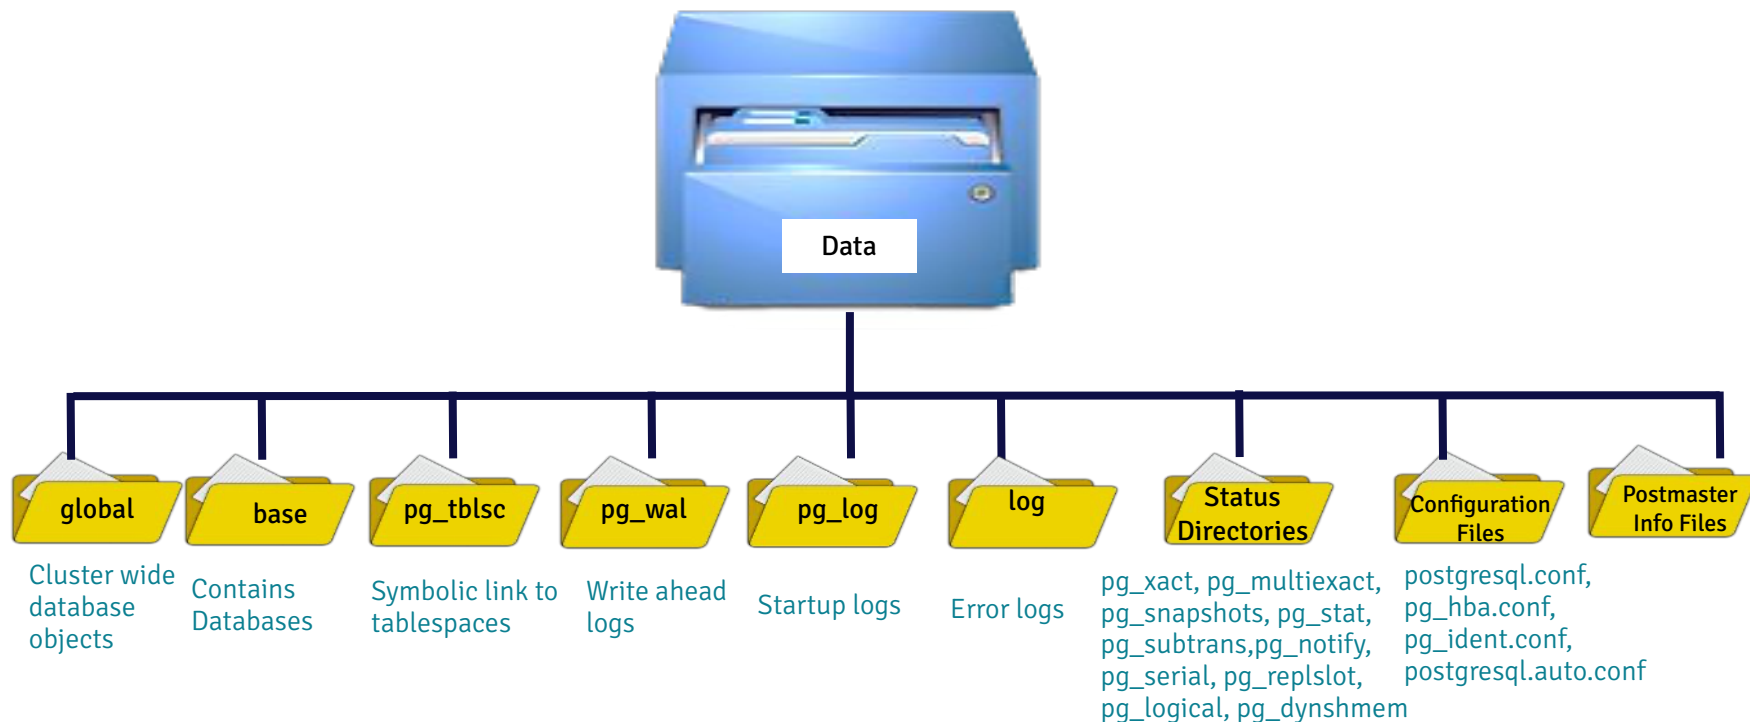 Data
global
base
pg_tblsc
pg_wal
pg_log
log
Status
Directories
Configuration
Files
Postmaster
Info Files
Cluster wide
database
objects
Contains
Databases
Symbolic link to
tablespaces
Write ahead
logs
Startup logs
Error logs
pg_xact, pg_multiexact,
pg_snapshots, pg_stat,
pg_subtrans,pg_notify,
pg_serial, pg_replslot,
pg_logical, pg_dynshmem
postgresql.conf,
pg_hba.conf,
pg_ident.conf,
postgresql.auto.conf